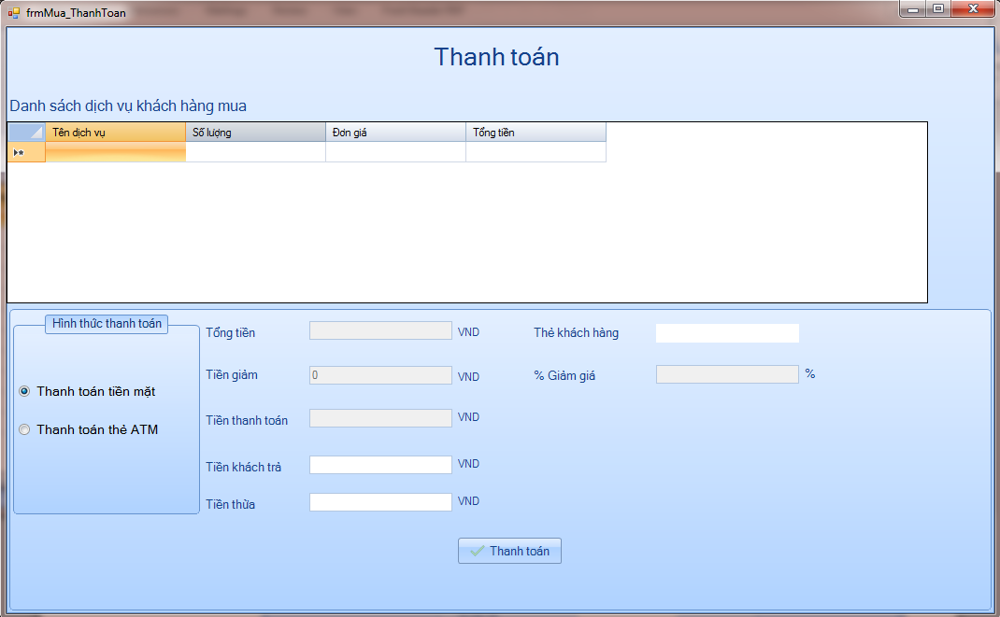 frmMua_ThanhToan
Thanh toán
Danh sách dịch vụ khách hàng mua
Tên dịch vụ Số lượng Đơn giá Tổng tiền
Hình thức thanh toán
Thanh toán tiền mặt
Thanh toán thẻ ATM
Tổng tiền VND Thẻ khách hàng
Tiền giảm 0 VND % Giảm giá %
Tiền thanh toán VND
Tiền khách trả VND
Tiền thừa VND
Thanh toán